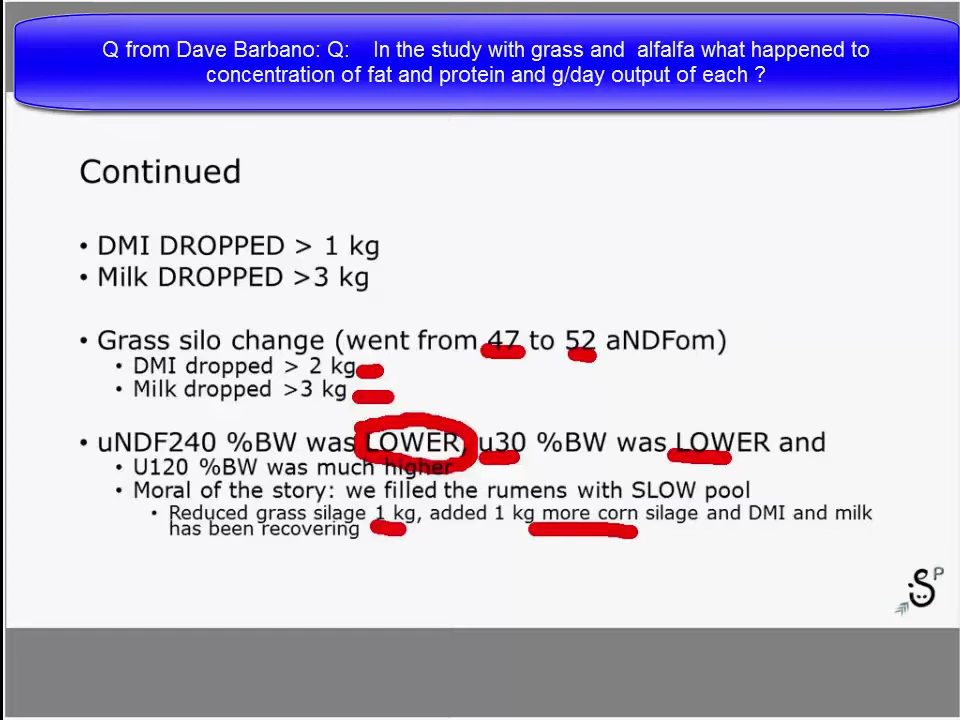 Q from Dave Barbano: Q: In the study with grass and alfalfa what happened to
concentration of fat and protein and g/day output of each ?
Continued
• DMI DROPPED > 1 kg
• Milk DROPPED >3 kg
• Grass silo change (went from 47 to 52 aNDFom)
• DMI dropped > 2 kg
• Milk dropped >3 kg
• uNDF240 %BW was LOWER, u30 %BW was LOWER and
• U120 %BW was much higher
• Moral of the story: we filled the rumens with SLOW pool
• Reduced grass silage 1 kg, added 1 kg more corn silage and DMI and milk
has been recovering
P